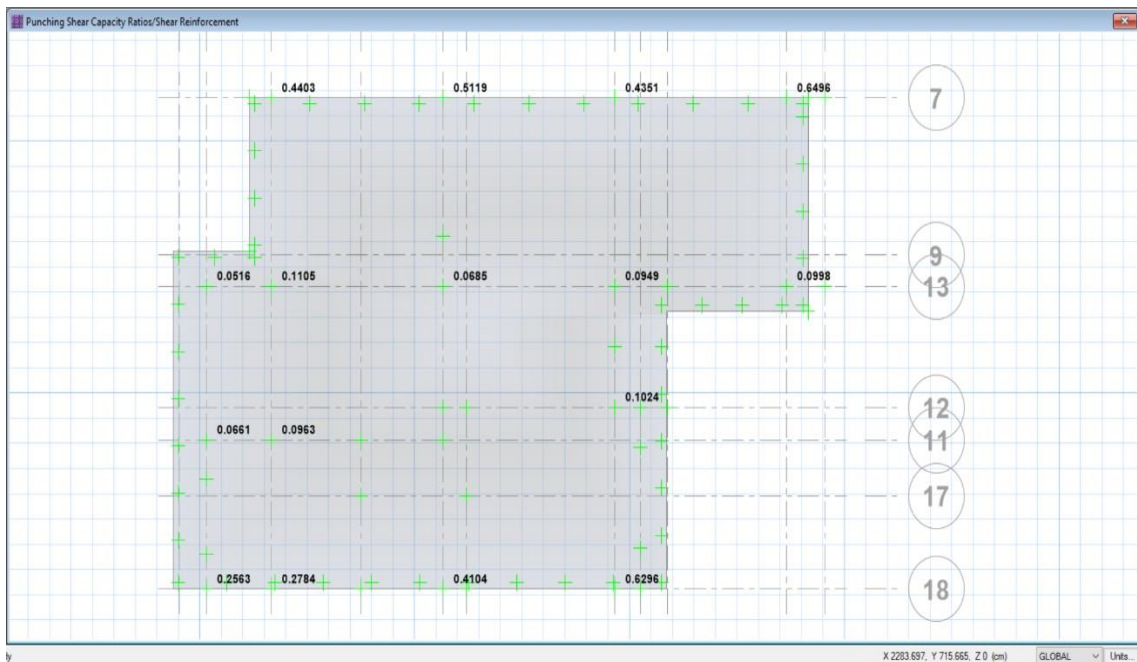 Punching Shear Capacity Ratios/Shear Reinforcement
0.4403 0.5119 0.4351 0.6496
7
9
0.0516 0.1105 0.0685 0.0949 0.0998
13
0.1024
12
0.0661 0.0963
11
17
0.2563 0.2784 0.4104 0.6296
18
X 2283.697, Y 715.665, Z 0 (cm) GLOBAL Units...